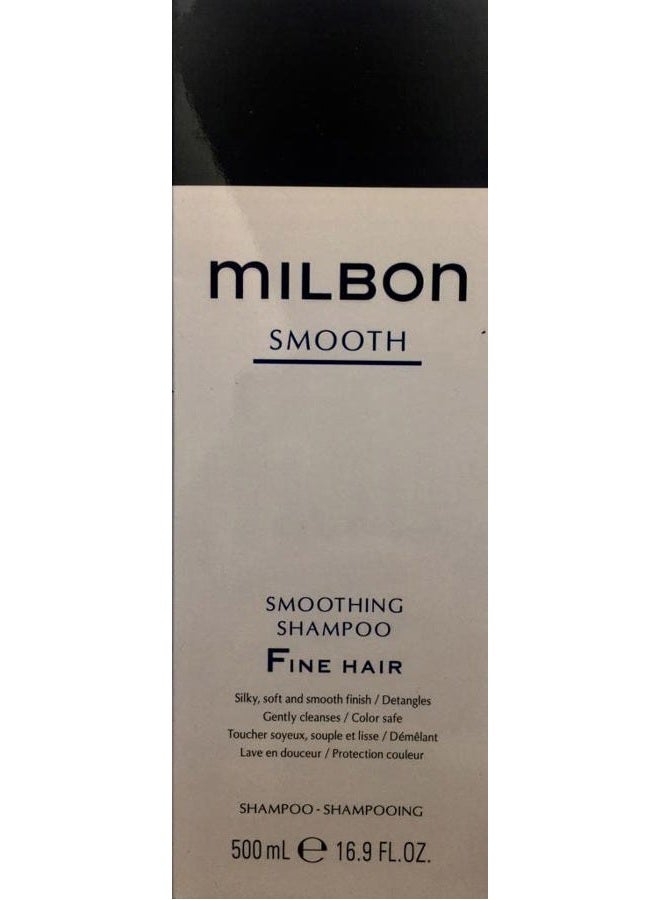 MILBON
SMOOTH
SMOOTHING
SHAMPOO
FINE HAIR
Silky, soft and smooth finish / Detangles
Gently cleanses / Color safe
Toucher soyeux, souple et lisse / Démêlant
Lave en douceur / Protection couleur
SHAMPOO - SHAMPOOING
500 mL ℮ 16.9 FL.OZ.